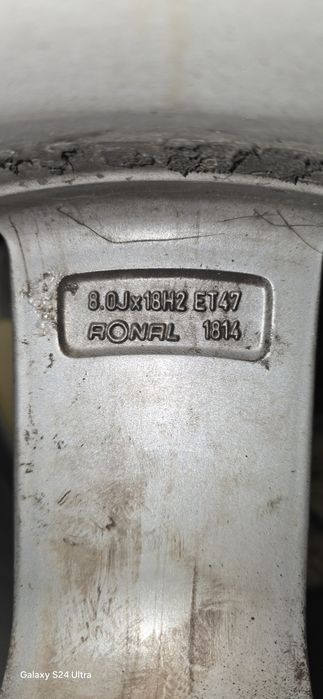 8.0Jx18H2 ET47
RONAL 1814
Galaxy S24 Ultra